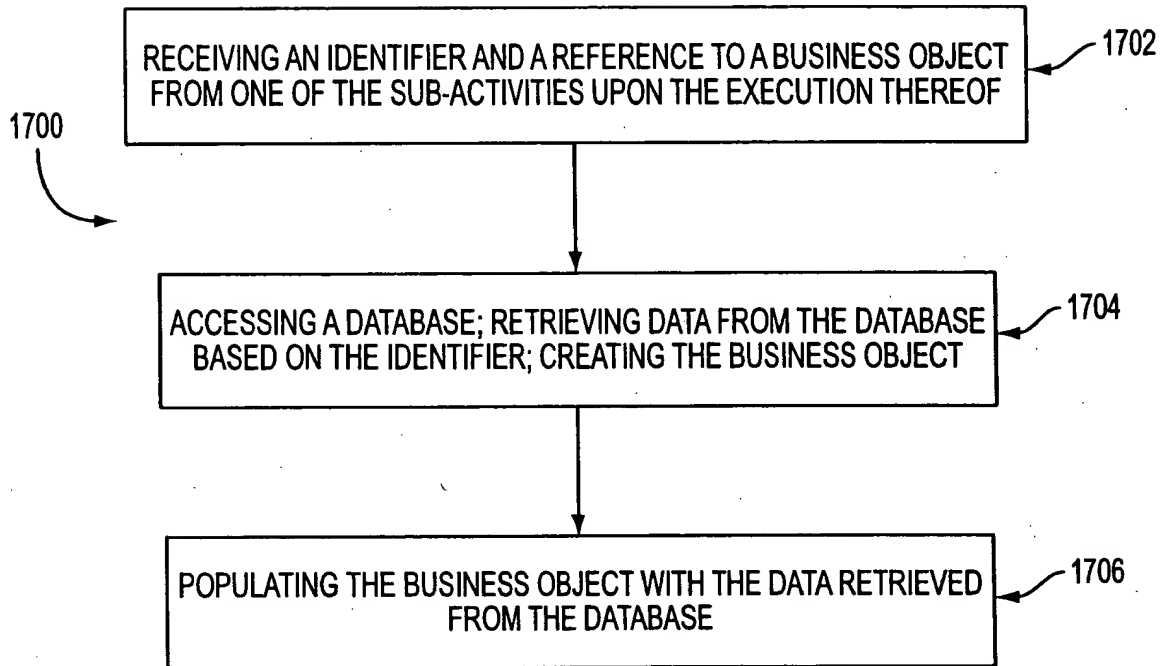 RECEIVING AN IDENTIFIER AND A REFERENCE TO A BUSINESS OBJECT
FROM ONE OF THE SUB-ACTIVITIES UPON THE EXECUTION THEREOF
1702
1700
ACCESSING A DATABASE; RETRIEVING DATA FROM THE DATABASE
BASED ON THE IDENTIFIER; CREATING THE BUSINESS OBJECT
1704
POPULATING THE BUSINESS OBJECT WITH THE DATA RETRIEVED
FROM THE DATABASE
1706